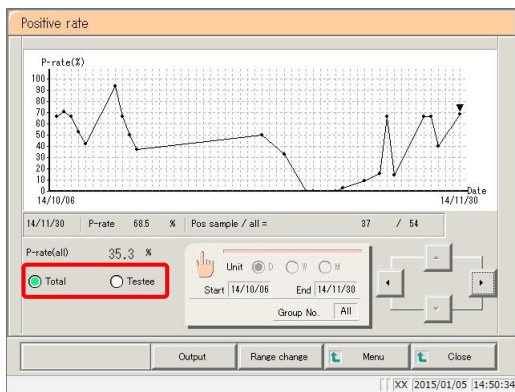 Positive rate
P-rate(%)
100
90
80
70
60
50
40
30
20
10
0
Date
14/10/06 14/11/30
14/11/30 P-rate 68.5 % Pos sample / all = 37 / 54
P-rate(all) 35.3 %
Total Testee
Unit D W M
Start 14/10/06 End 14/11/30
Group No. All
Output Range change Menu Close
XX 2015/01/05 14:50:34